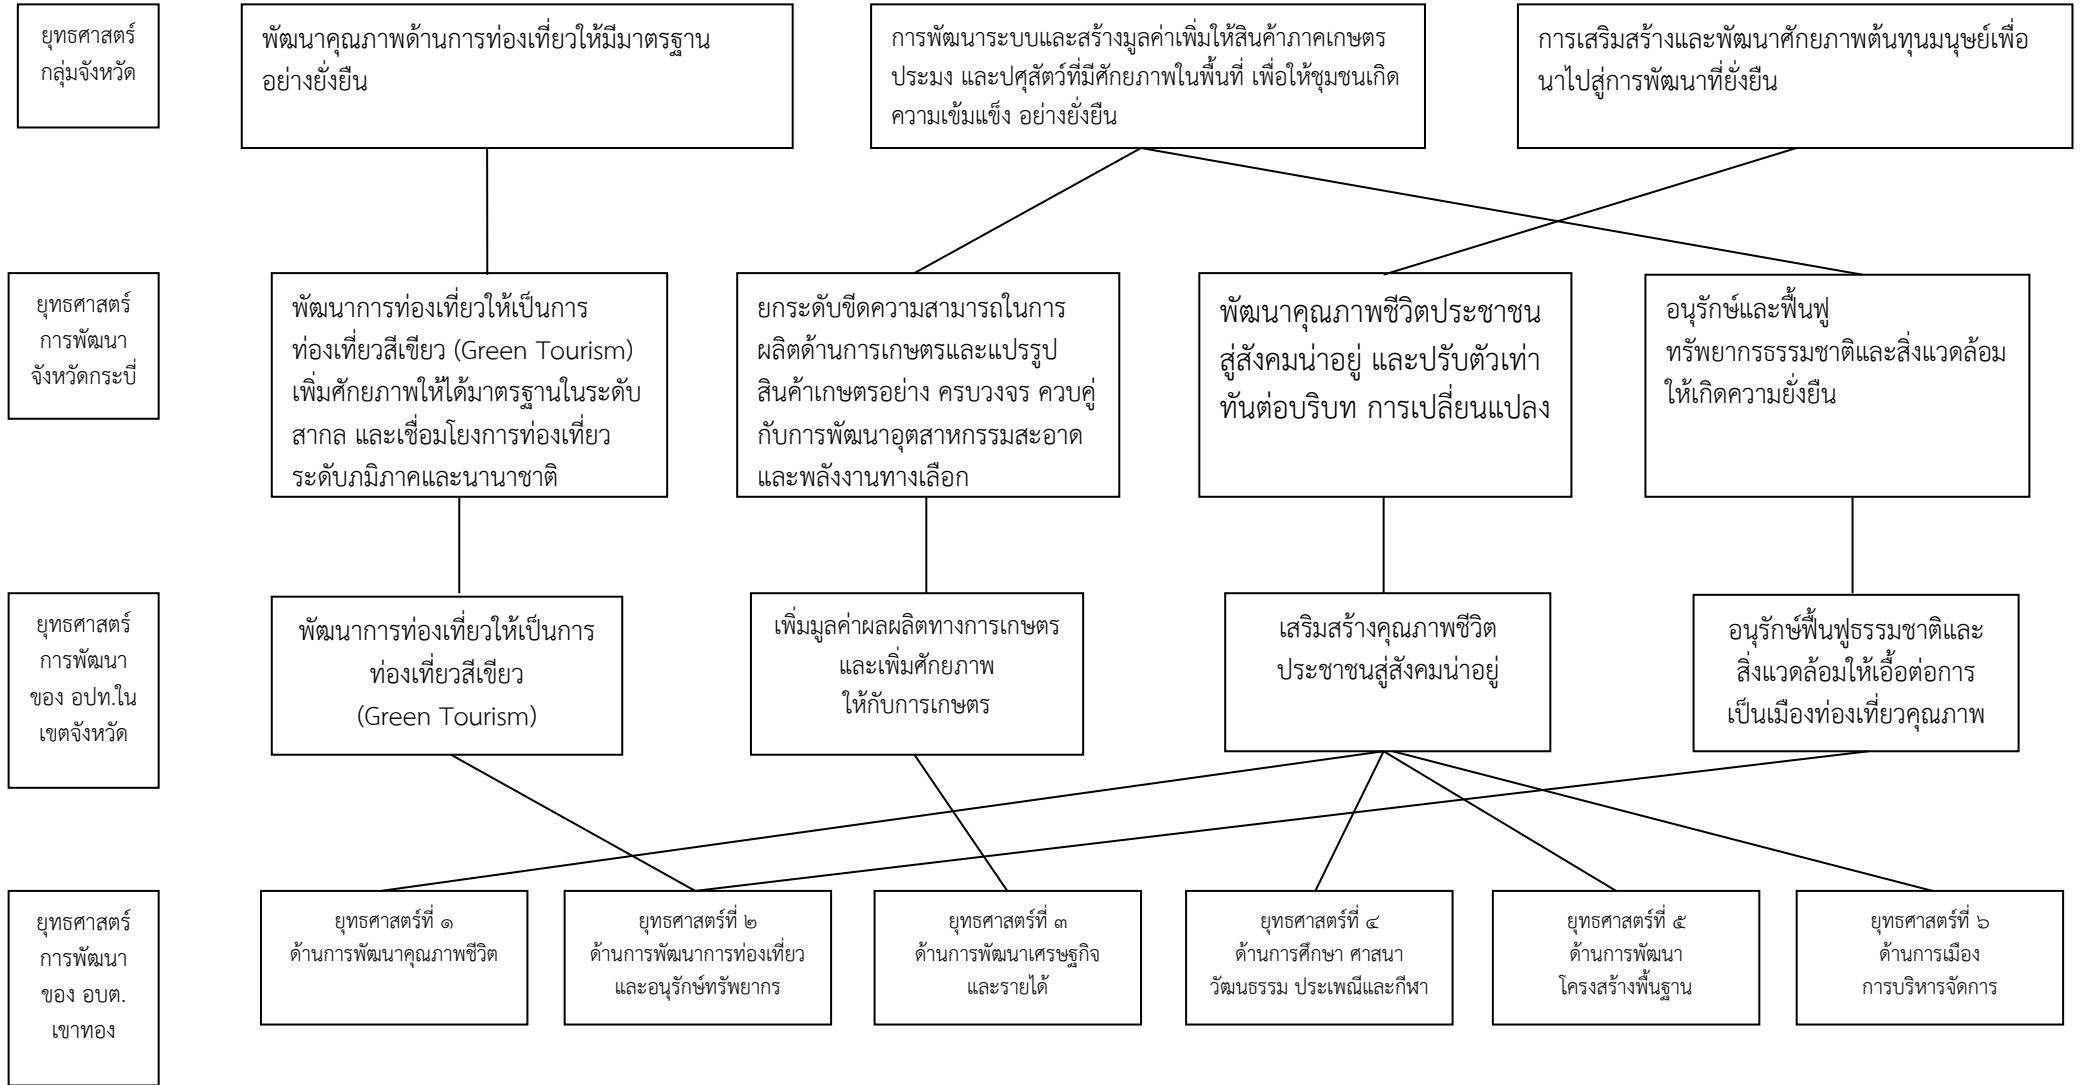 ยุทธศาสตร์
กลุ่มจังหวัด
พัฒนาคุณภาพด้านการท่องเที่ยวให้มีมาตรฐาน
อย่างยั่งยืน
การพัฒนาระบบและสร้างมูลค่าเพิ่มให้สินค้าภาคเกษตร
ประมง และปศุสัตว์ที่มีศักยภาพในพื้นที่ เพื่อให้ชุมชนเกิด
ความเข้มแข็ง อย่างยั่งยืน
การเสริมสร้างและพัฒนาศักยภาพต้นทุนมนุษย์เพื่อ
นาไปสู่การพัฒนาที่ยั่งยืน
ยุทธศาสตร์
การพัฒนา
จังหวัดกระบี่
พัฒนาการท่องเที่ยวให้เป็นการ
ท่องเที่ยวสีเขียว (Green Tourism)
เพิ่มศักยภาพให้ได้มาตรฐานในระดับ
สากล และเชื่อมโยงการท่องเที่ยว
ระดับภูมิภาคและนานาชาติ
ยกระดับขีดความสามารถในการ
ผลิตด้านการเกษตรและแปรรูป
สินค้าเกษตรอย่าง ครบวงจร ควบคู่
กับการพัฒนาอุตสาหกรรมสะอาด
และพลังงานทางเลือก
พัฒนาคุณภาพชีวิตประชาชน
สู่สังคมน่าอยู่ และปรับตัวเท่า
ทันต่อบริบท การเปลี่ยนแปลง
อนุรักษ์และฟื้นฟู
ทรัพยากรธรรมชาติและสิ่งแวดล้อม
ให้เกิดความยั่งยืน
ยุทธศาสตร์
การพัฒนา
ของ อปท.ใน
เขตจังหวัด
พัฒนาการท่องเที่ยวให้เป็นการ
ท่องเที่ยวสีเขียว
(Green Tourism)
เพิ่มมูลค่าผลผลิตทางการเกษตร
และเพิ่มศักยภาพ
ให้กับการเกษตร
เสริมสร้างคุณภาพชีวิต
ประชาชนสู่สังคมน่าอยู่
อนุรักษ์ฟื้นฟูธรรมชาติและ
สิ่งแวดล้อมให้เอื้อต่อการ
เป็นเมืองท่องเที่ยวคุณภาพ
ยุทธศาสตร์
การพัฒนา
ของ อบต.
เขาทอง
ยุทธศาสตร์ที่ ๑
ด้านการพัฒนาคุณภาพชีวิต
ยุทธศาสตร์ที่ ๒
ด้านการพัฒนาการท่องเที่ยว
และอนุรักษ์ทรัพยากร
ยุทธศาสตร์ที่ ๓
ด้านการพัฒนาเศรษฐกิจ
และรายได้
ยุทธศาสตร์ที่ ๔
ด้านการศึกษา ศาสนา
วัฒนธรรม ประเพณีและกีฬา
ยุทธศาสตร์ที่ ๕
ด้านการพัฒนา
โครงสร้างพื้นฐาน
ยุทธศาสตร์ที่ ๖
ด้านการเมือง
การบริหารจัดการ